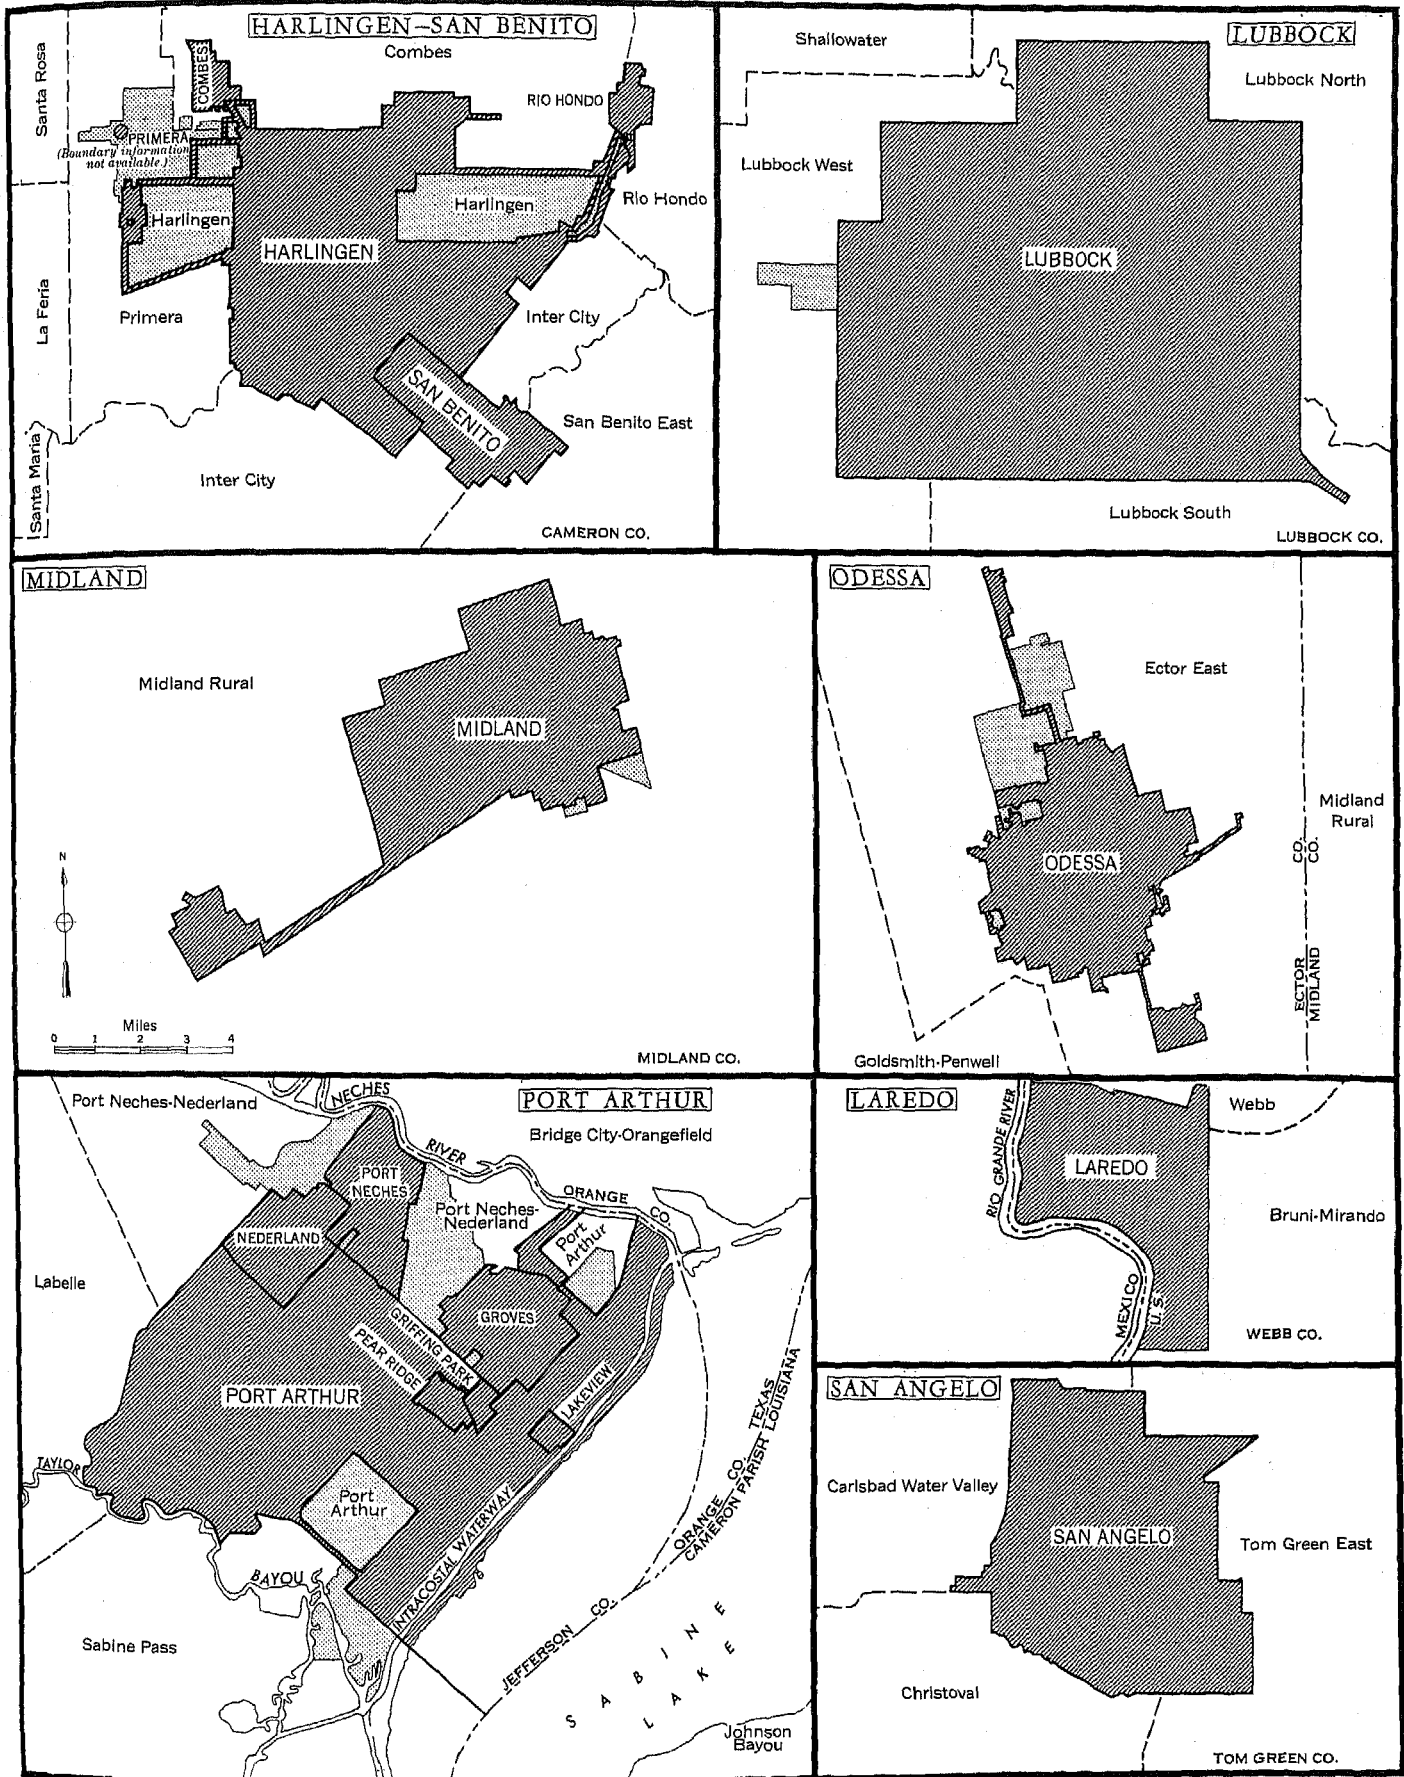 HARLINGEN–SAN BENITO
Combes
Santa Rosa
COMBES
RIO HONDO
PRIMERA
(Boundary information
not available.)
Harlingen
Harlingen
Rio Hondo
HARLINGEN
La Feria
Primera
Inter City
SAN BENITO
San Benito East
Santa Maria
Inter City
CAMERON CO.
LUBBOCK
Shallowater
Lubbock North
Lubbock West
LUBBOCK
Lubbock South
LUBBOCK CO.
MIDLAND
Midland Rural
MIDLAND
N
Miles
0 1 2 3 4
MIDLAND CO.
ODESSA
Ector East
Midland
Rural
ODESSA
CO.
CO.
ECTOR
MIDLAND
Goldsmith-Penwell
PORT ARTHUR
Port Neches-Nederland
NECHES
RIVER
Bridge City-Orangefield
PORT
NECHES
ORANGE
CO.
Port Neches-
Nederland
Port
Arthur
NEDERLAND
Labelle
GROVES
GRIFFING PARK
PEAR RIDGE
LAKEVIEW
PORT ARTHUR
TEXAS
LOUISIANA
TAYLOR
Port
Arthur
ORANGE CO.
CAMERON PARISH
INTRACOSTAL WATERWAY
BAYOU
JEFFERSON CO.
Sabine Pass
SABINE
LAKE
Johnson
Bayou
LAREDO
RIO GRANDE RIVER
Webb
LAREDO
Bruni-Mirando
MEXICO
U.S.
WEBB CO.
SAN ANGELO
Carlsbad Water Valley
SAN ANGELO
Tom Green East
Christoval
TOM GREEN CO.